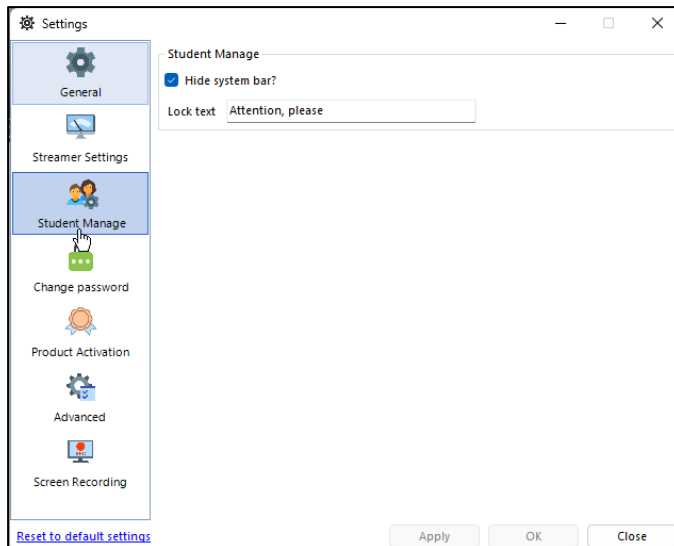 Settings
General
Streamer Settings
Student Manage
Change password
Product Activation
Advanced
Screen Recording
Student Manage
Hide system bar?
Lock text Attention, please
Reset to default settings
Apply OK Close